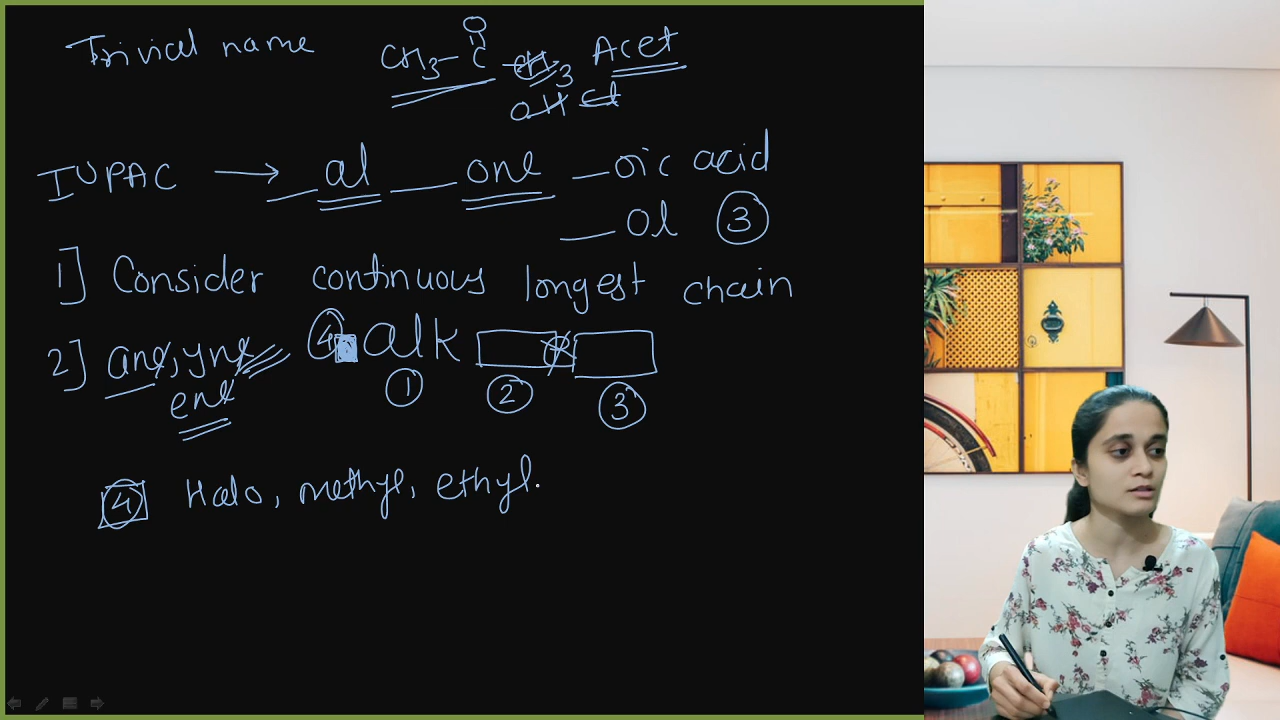 Trivial name CH3-C-CH3 Acet
O
OH
IUPAC → _al _one _oic acid
_ol ③
1] Consider continuous longest chain
2] ane, yne ④ alk
ene ① ② ③
④ Halo, methyl, ethyl.